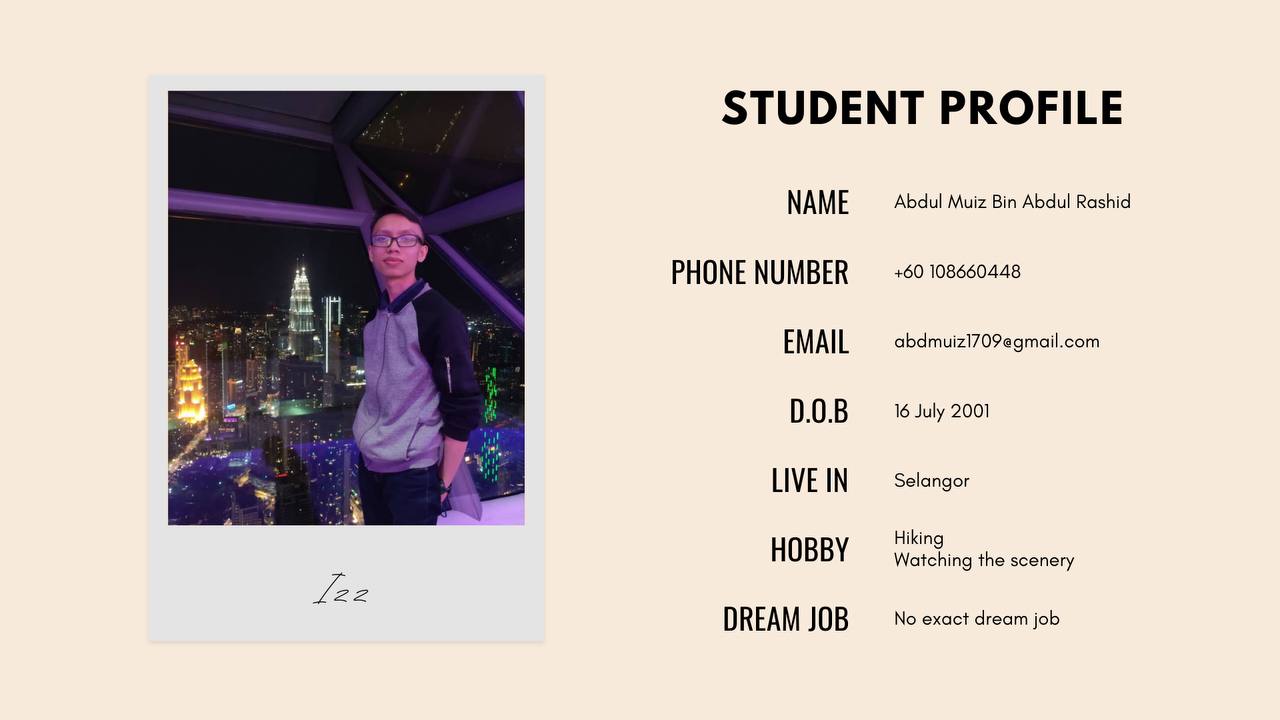 STUDENT PROFILE
NAME Abdul Muiz Bin Abdul Rashid
PHONE NUMBER +60 108660448
EMAIL abdmuiz1709@gmail.com
D.O.B 16 July 2001
LIVE IN Selangor
HOBBY Hiking
Watching the scenery
DREAM JOB No exact dream job
Izz